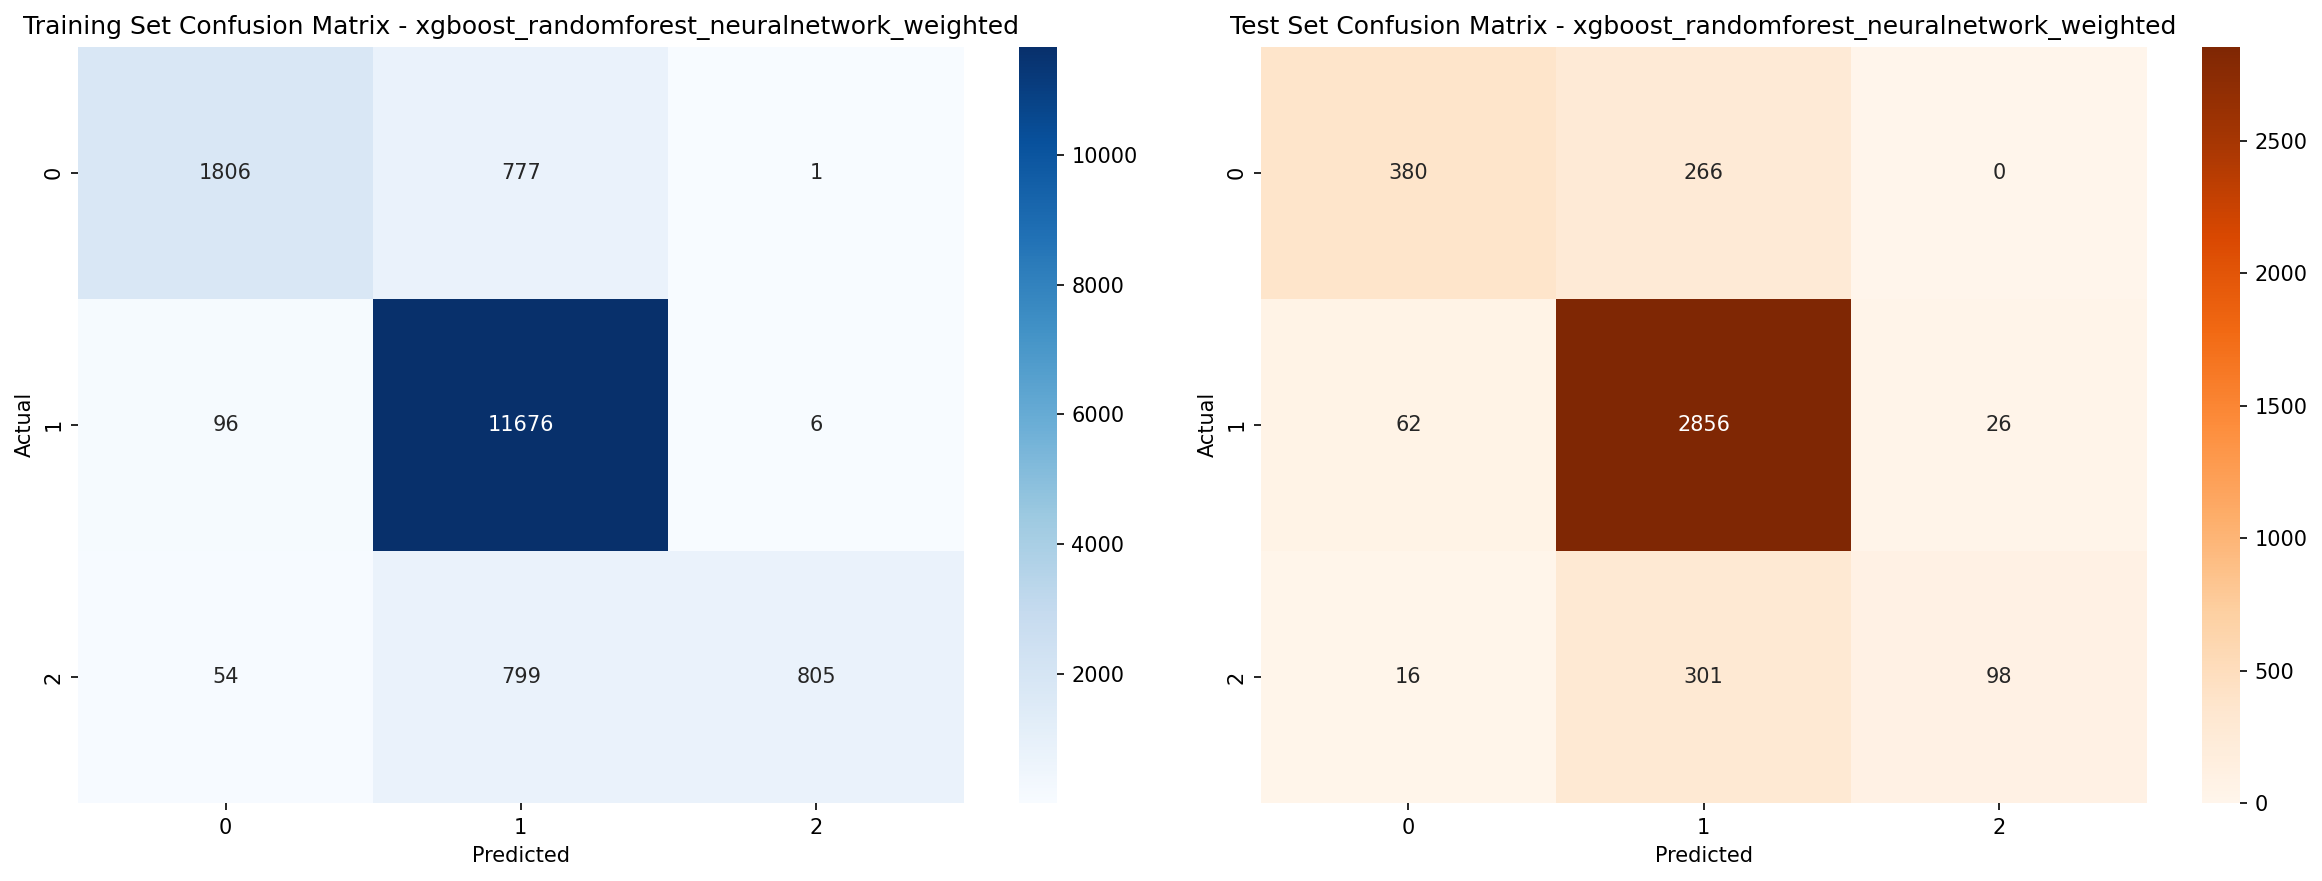 Training Set Confusion Matrix - xgboost_randomforest_neuralnetwork_weighted
0
1
2
Actual
1806 777 1
96 11676 6
54 799 805
0 1 2
Predicted
10000
8000
6000
4000
2000
Test Set Confusion Matrix - xgboost_randomforest_neuralnetwork_weighted
0
1
2
Actual
380 266 0
62 2856 26
16 301 98
0 1 2
Predicted
2500
2000
1500
1000
500
0